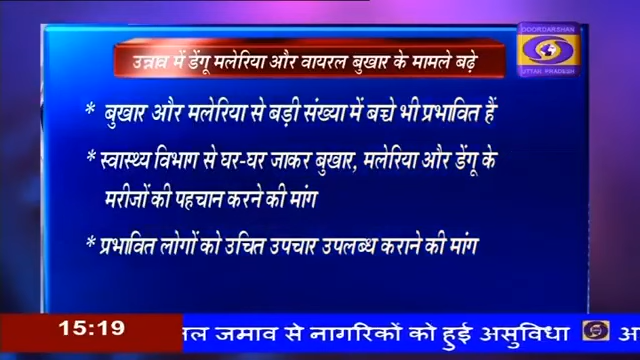 उन्नाव में डेंगू मलेरिया और वायरल बुखार के मामले बढ़े
DOORDARSHAN
UTTAR PRADESH
* बुखार और मलेरिया से बड़ी संख्या में बच्चे भी प्रभावित हैं
* स्वास्थ्य विभाग से घर-घर जाकर बुखार, मलेरिया और डेंगू के
मरीजों की पहचान करने की मांग
* प्रभावित लोगों को उचित उपचार उपलब्ध कराने की मांग
15:19 जमाव से नागरिकों को हुई असुविधा